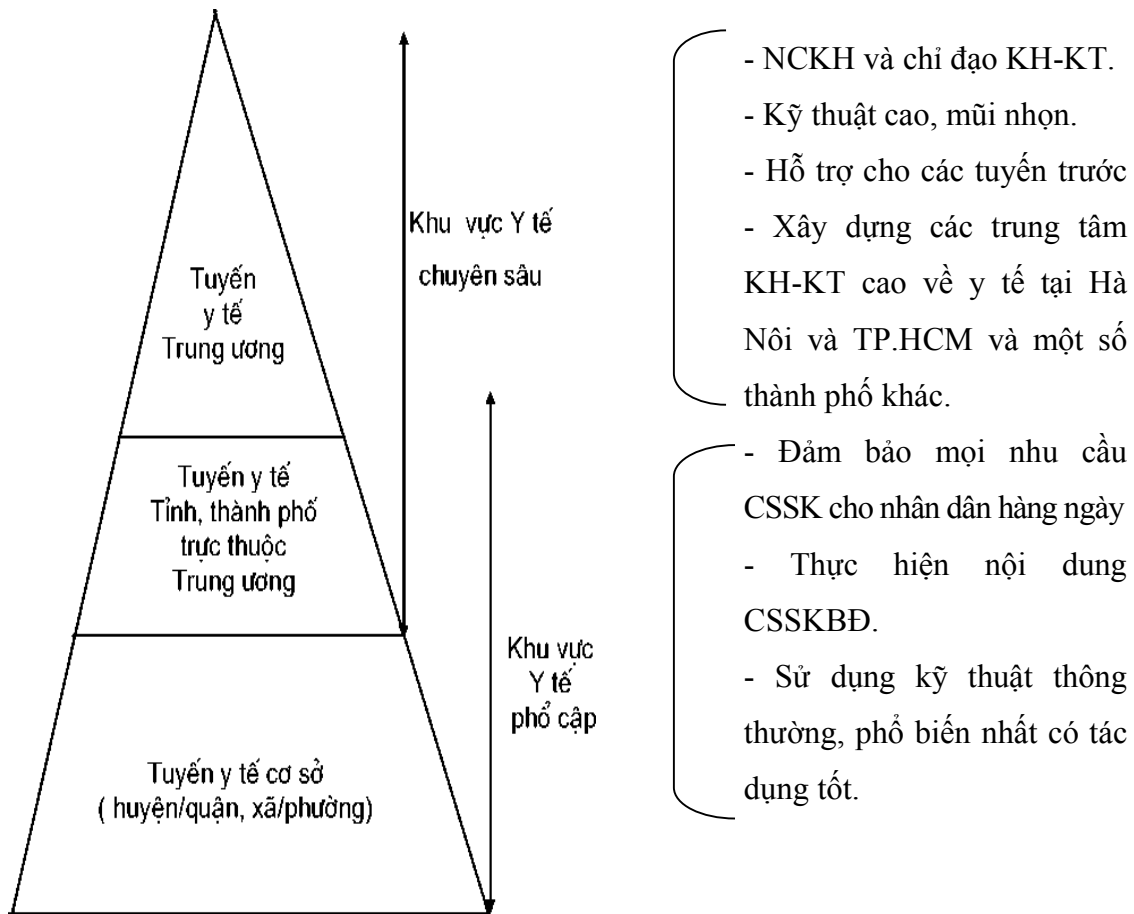 Tuyến
y tế
Trung ương
Tuyến y tế
Tỉnh, thành phố
trực thuộc
Trung ương
Tuyến y tế cơ sở
( huyện/quận, xã/phường)
Khu vực Y tế
chuyên sâu
Khu vực
Y tế
phổ cập
- NCKH và chỉ đạo KH-KT.
- Kỹ thuật cao, mũi nhọn.
- Hỗ trợ cho các tuyến trước
- Xây dựng các trung tâm
KH-KT cao về y tế tại Hà
Nôi và TP.HCM và một số
thành phố khác.
- Đảm bảo mọi nhu cầu
CSSK cho nhân dân hàng ngày
- Thực hiện nội dung
CSSKBĐ.
- Sử dụng kỹ thuật thông
thường, phổ biến nhất có tác
dụng tốt.